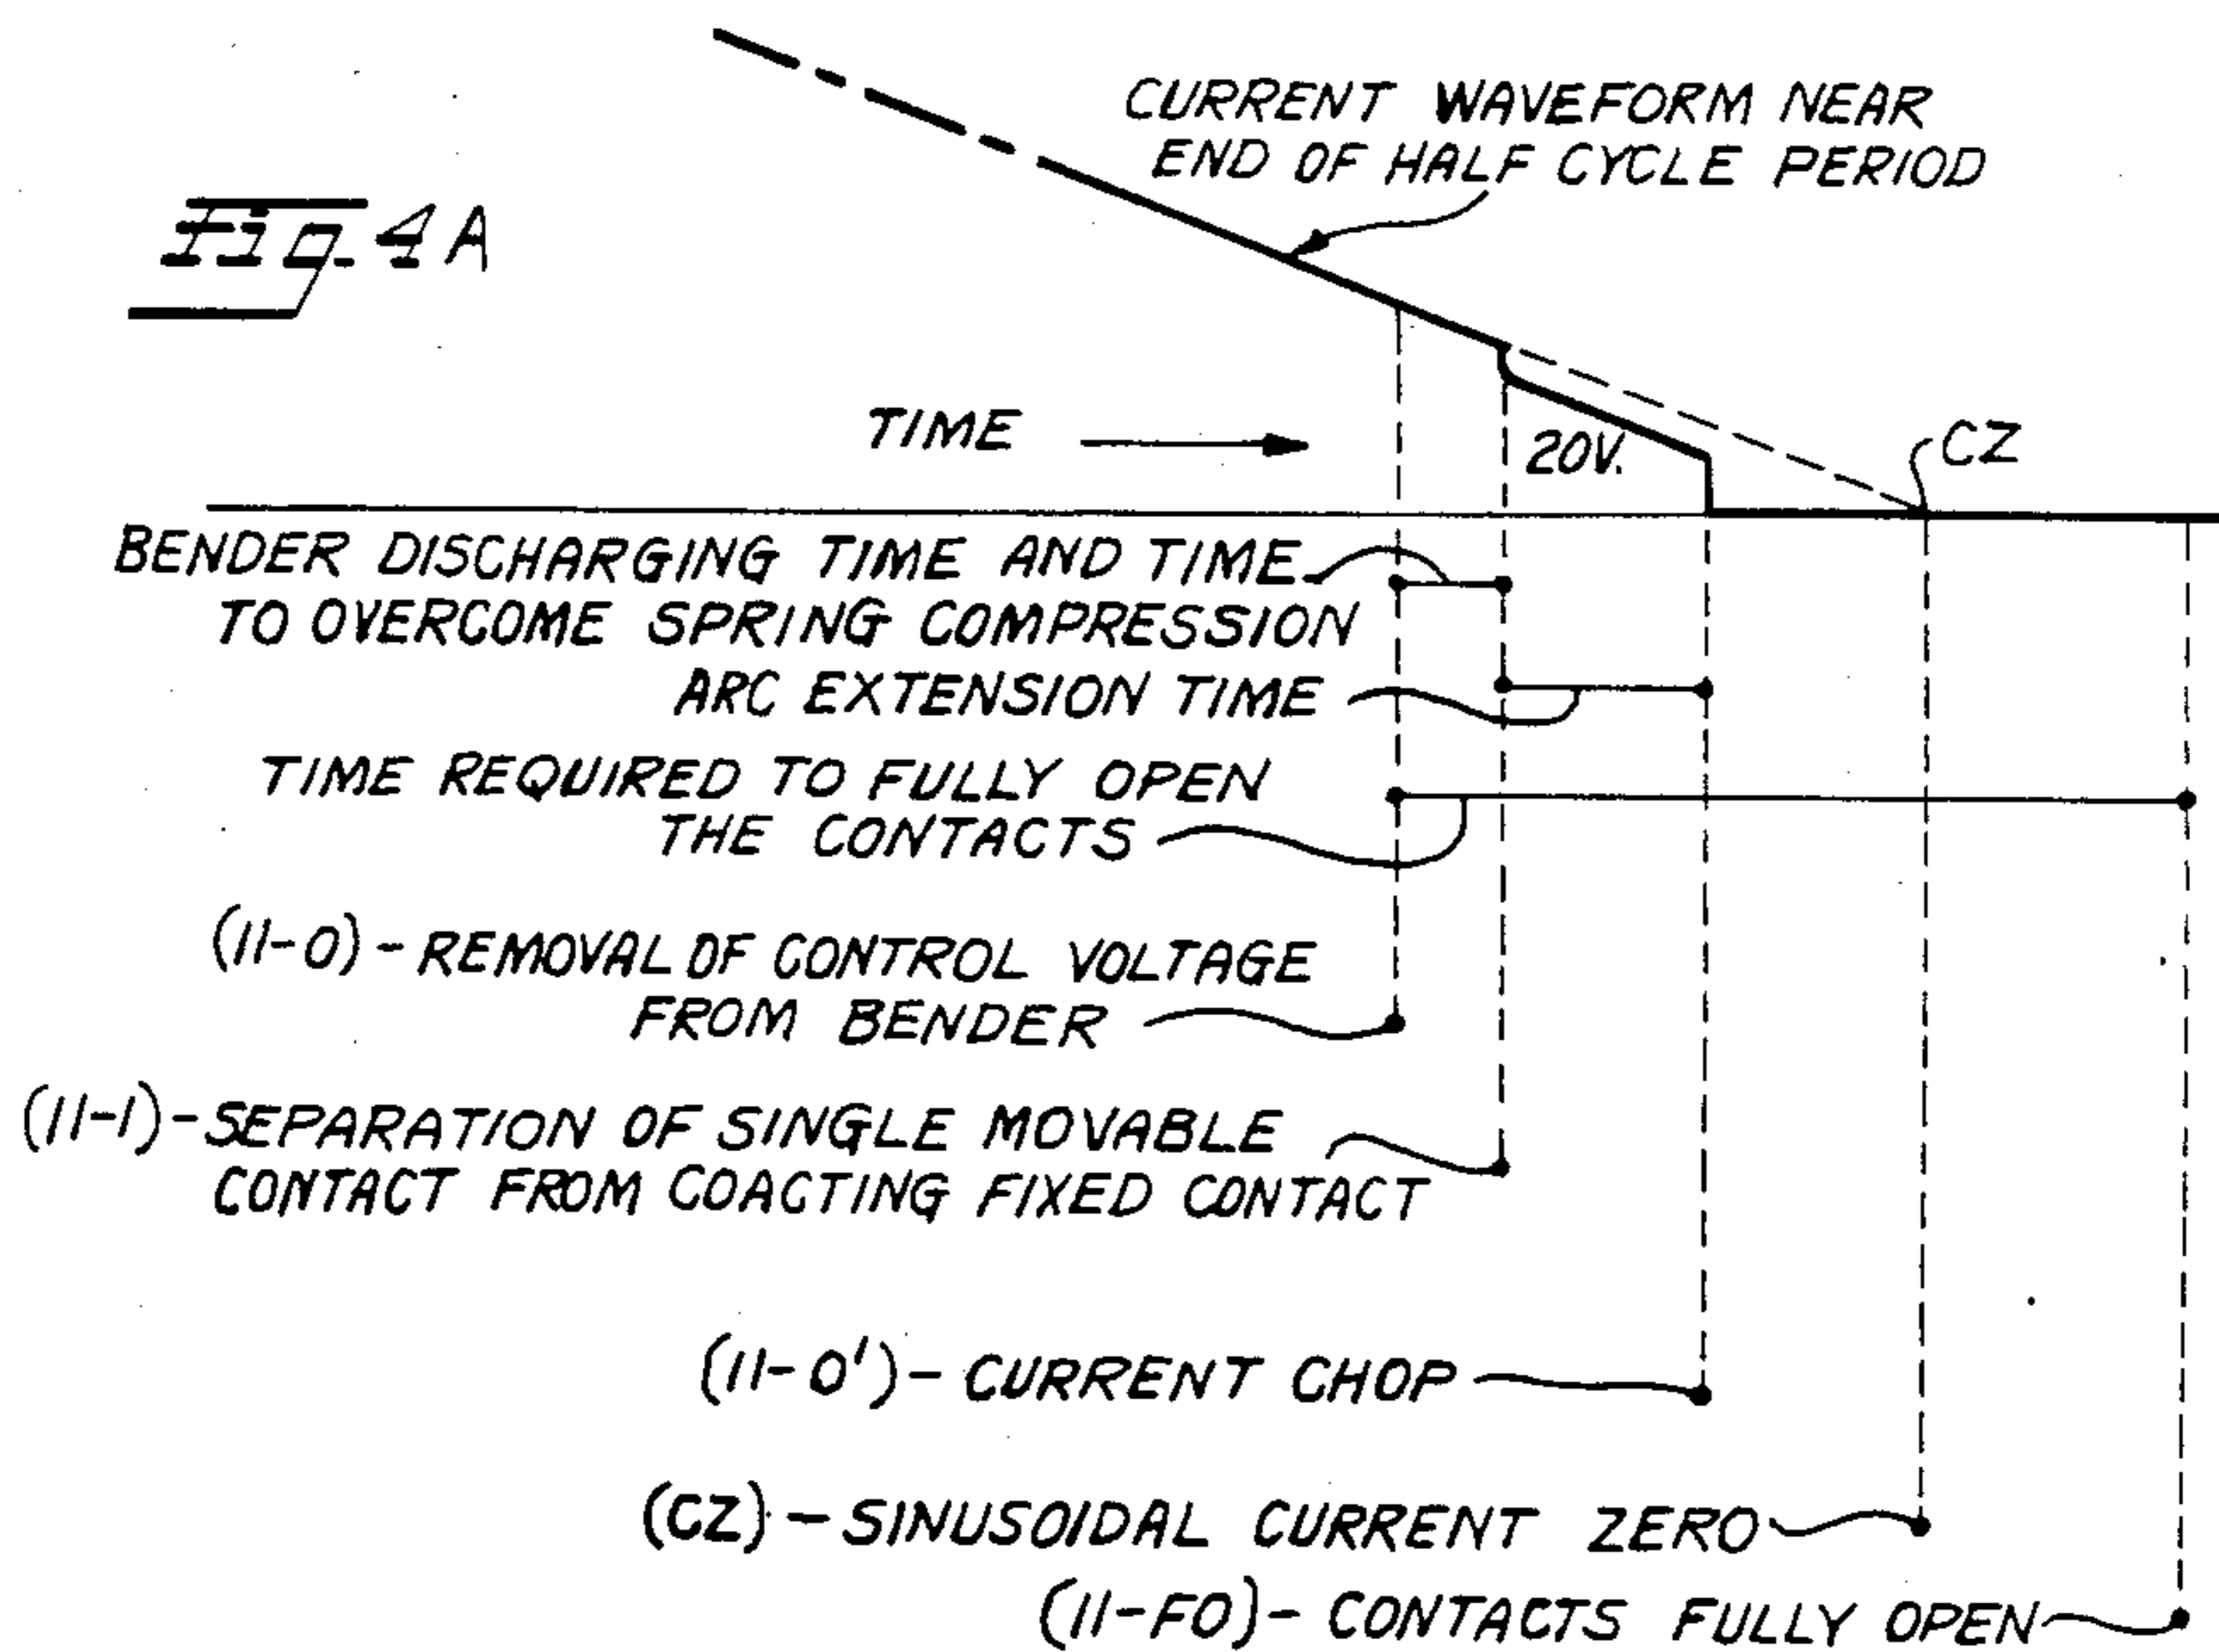 Fig. 4A
CURRENT WAVEFORM NEAR
END OF HALF CYCLE PERIOD
TIME
20V.
CZ
BENDER DISCHARGING TIME AND TIME
TO OVERCOME SPRING COMPRESSION
ARC EXTENSION TIME
TIME REQUIRED TO FULLY OPEN
THE CONTACTS
(11-0)-REMOVAL OF CONTROL VOLTAGE
FROM BENDER
(11-1)-SEPARATION OF SINGLE MOVABLE
CONTACT FROM COACTING FIXED CONTACT
(11-0')-CURRENT CHOP
(CZ)-SINUSOIDAL CURRENT ZERO
(11-FO)-CONTACTS FULLY OPEN